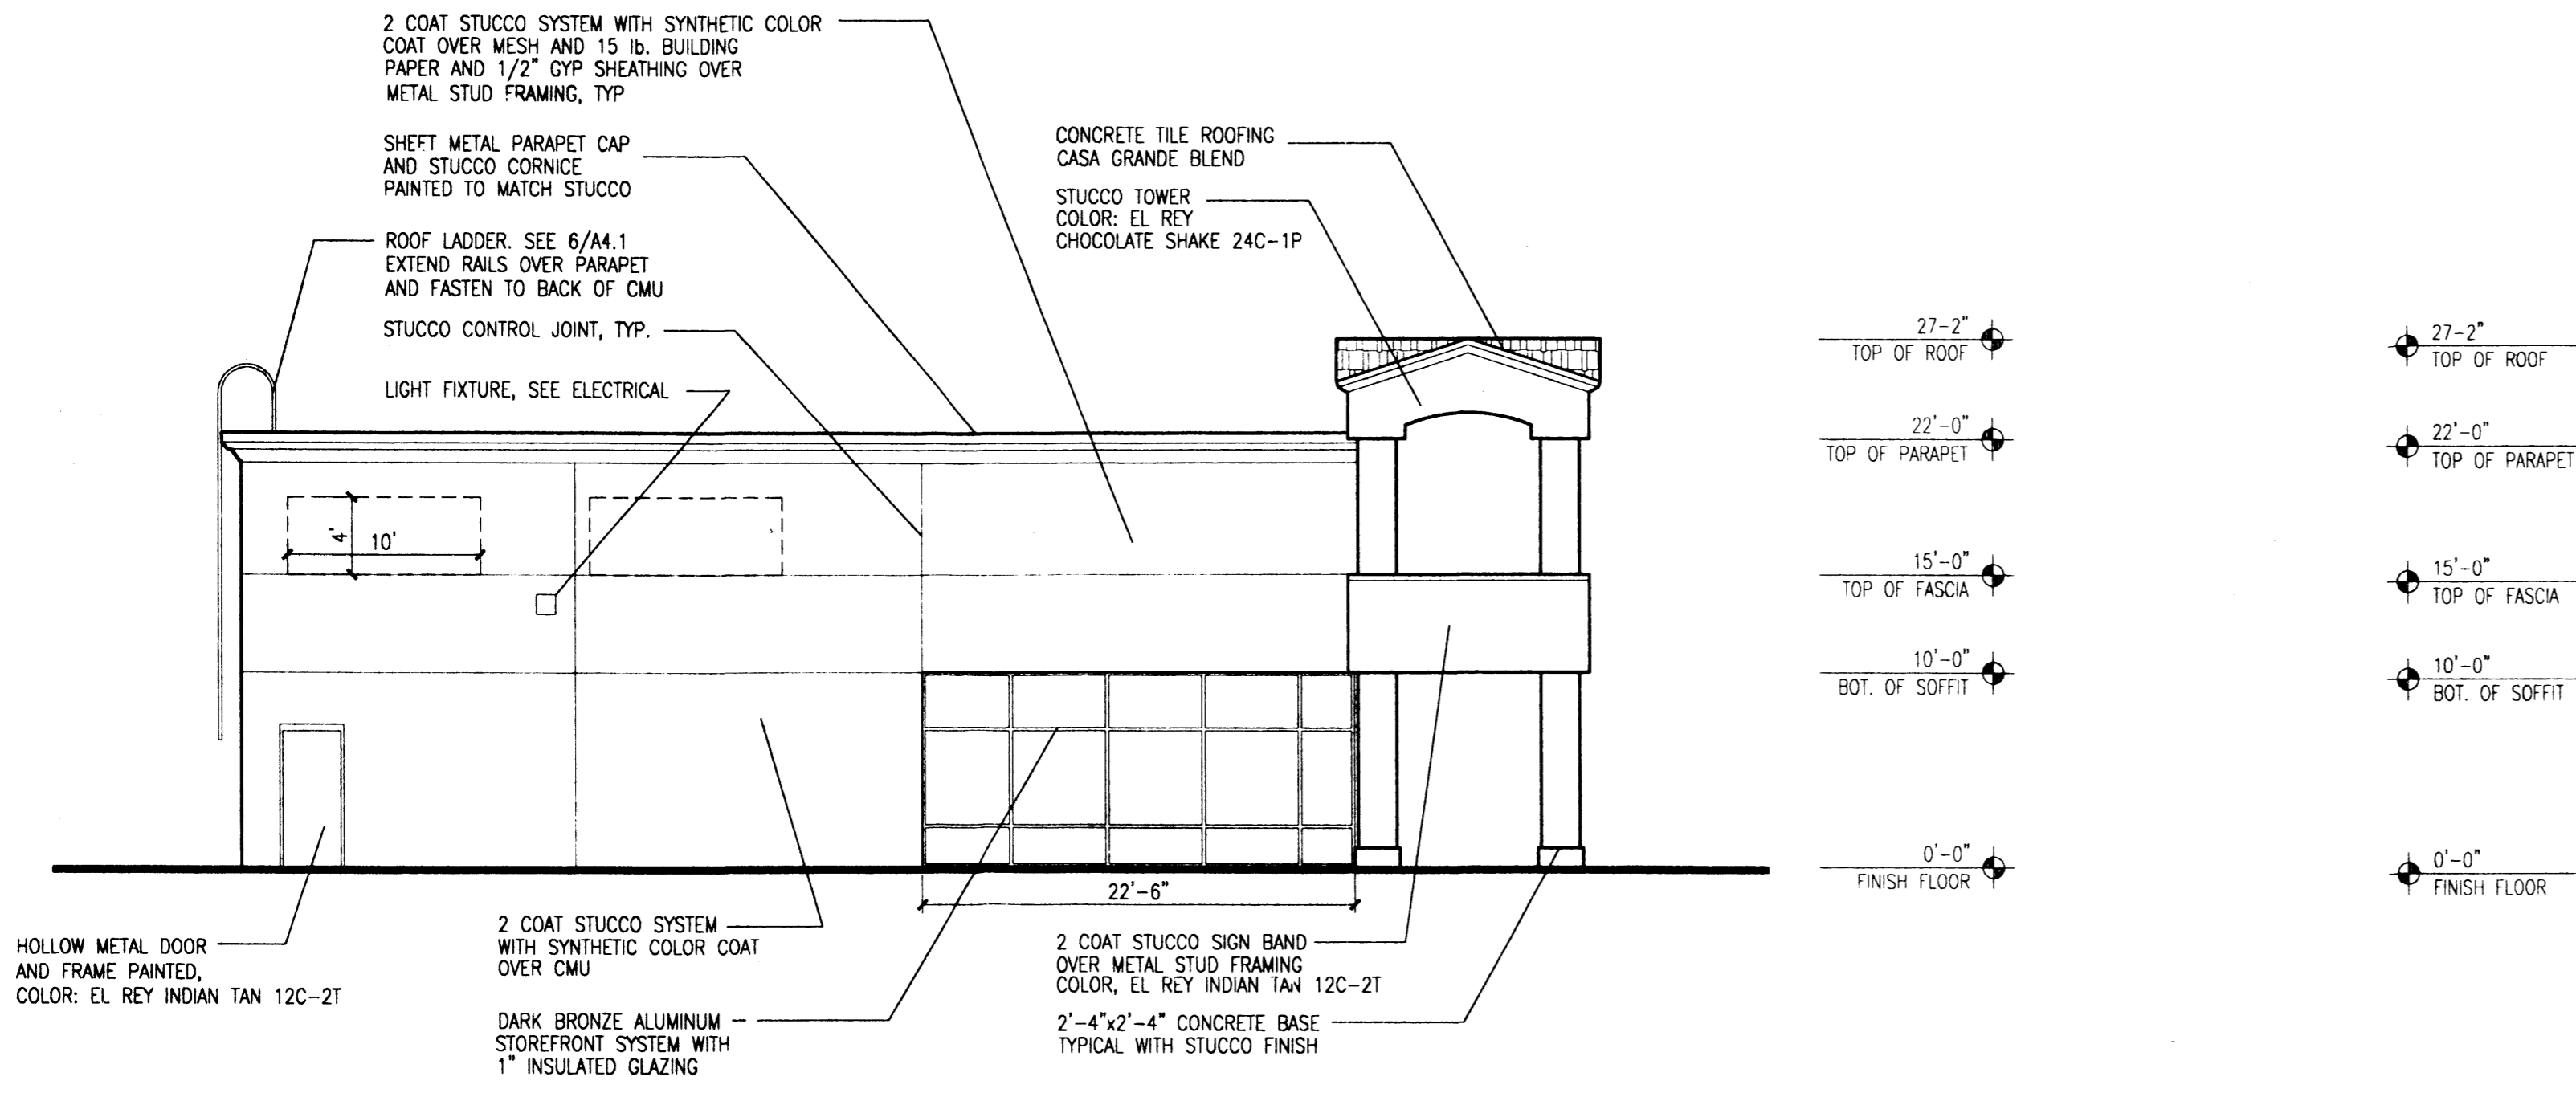 2 COAT STUCCO SYSTEM WITH SYNTHETIC COLOR
COAT OVER MESH AND 15 lb. BUILDING
PAPER AND 1/2" GYP SHEATHING OVER
METAL STUD FRAMING, TYP
SHEET METAL PARAPET CAP
AND STUCCO CORNICE
PAINTED TO MATCH STUCCO
ROOF LADDER. SEE 6/A4.1
EXTEND RAILS OVER PARAPET
AND FASTEN TO BACK OF CMU
STUCCO CONTROL JOINT, TYP.
LIGHT FIXTURE, SEE ELECTRICAL
CONCRETE TILE ROOFING
CASA GRANDE BLEND
STUCCO TOWER
COLOR: EL REY
CHOCOLATE SHAKE 24C-1P
4'
10'
22'-6"
HOLLOW METAL DOOR
AND FRAME PAINTED,
COLOR: EL REY INDIAN TAN 12C-2T
2 COAT STUCCO SYSTEM
WITH SYNTHETIC COLOR COAT
OVER CMU
DARK BRONZE ALUMINUM
STOREFRONT SYSTEM WITH
1" INSULATED GLAZING
2 COAT STUCCO SIGN BAND
OVER METAL STUD FRAMING
COLOR, EL REY INDIAN TAN 12C-2T
2'-4"x2'-4" CONCRETE BASE
TYPICAL WITH STUCCO FINISH
27-2"
TOP OF ROOF
22'-0"
TOP OF PARAPET
15'-0"
TOP OF FASCIA
10'-0"
BOT. OF SOFFIT
0'-0"
FINISH FLOOR
27-2"
TOP OF ROOF
22'-0"
TOP OF PARAPET
15'-0"
TOP OF FASCIA
10'-0"
BOT. OF SOFFIT
0'-0"
FINISH FLOOR